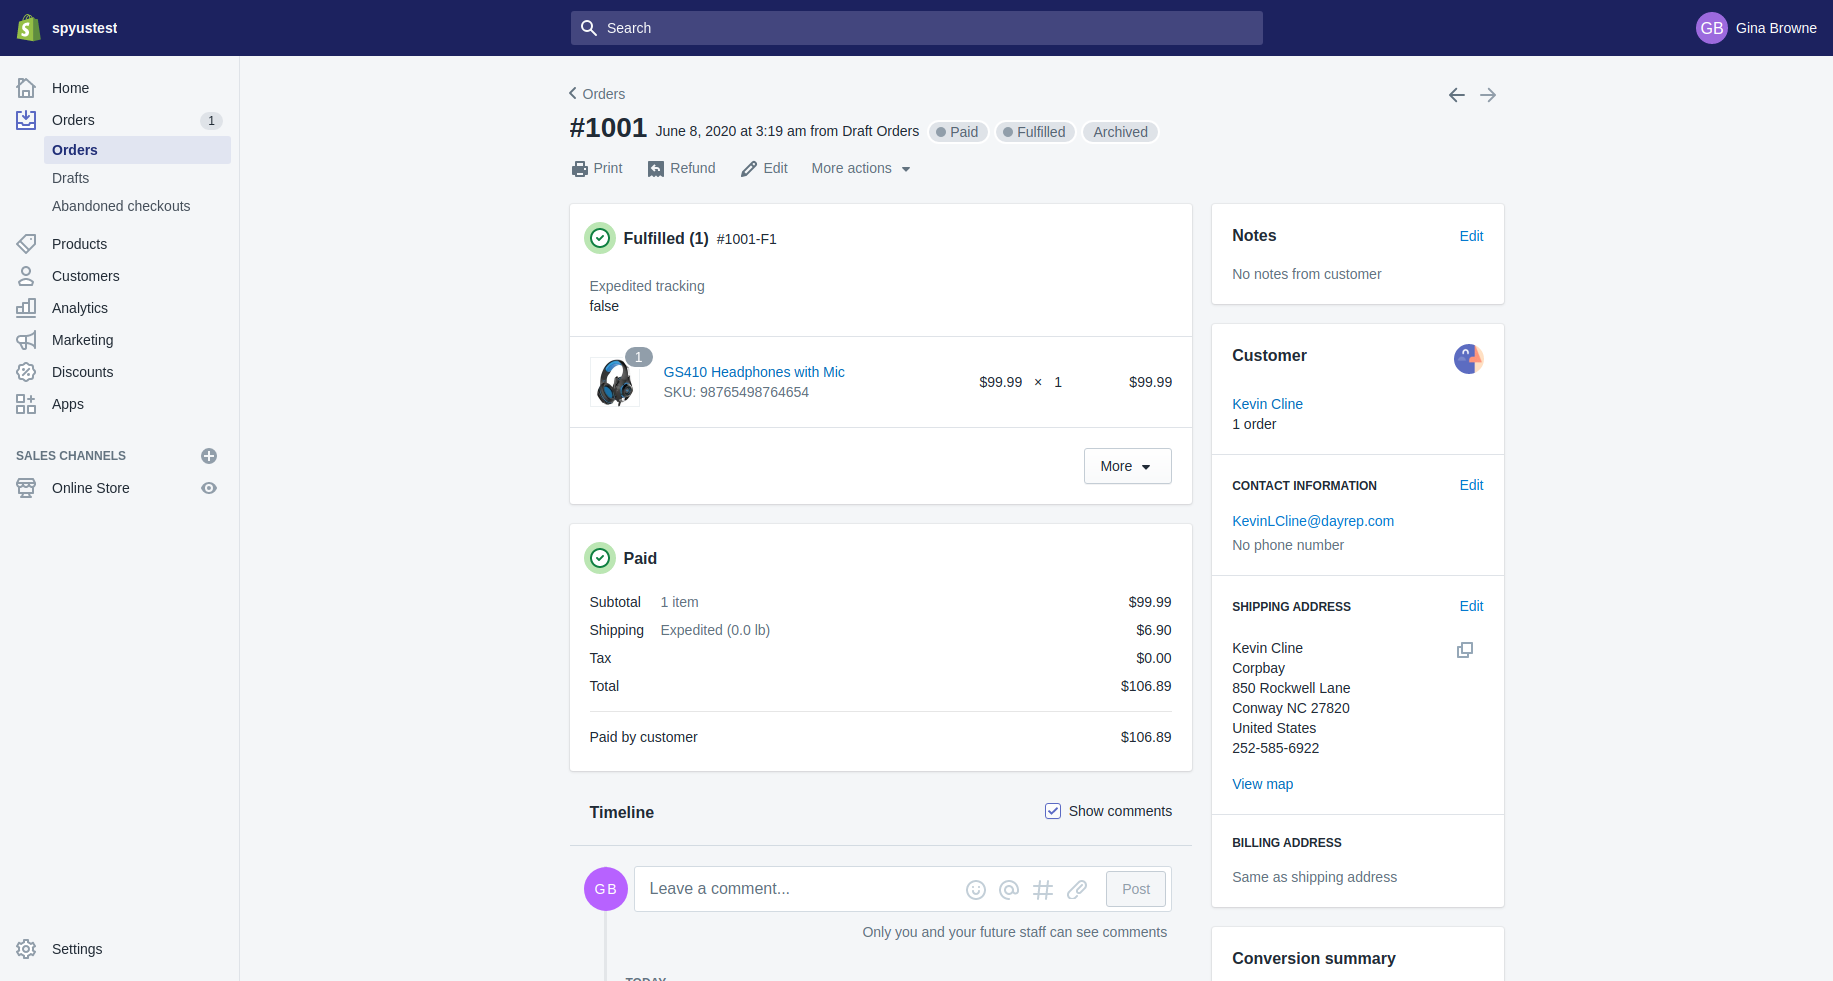 spyustest
Search
GB Gina Browne
Home
Orders 1
Orders
Drafts
Abandoned checkouts
Products
Customers
Analytics
Marketing
Discounts
Apps
SALES CHANNELS
Online Store
Settings
Orders
#1001 June 8, 2020 at 3:19 am from Draft Orders Paid Fulfilled Archived
Print Refund Edit More actions
Fulfilled (1) #1001-F1
Expedited tracking
false
1
GS410 Headphones with Mic
SKU: 98765498764654
$99.99 × 1 $99.99
More
Paid
Subtotal 1 item $99.99
Shipping Expedited (0.0 lb) $6.90
Tax $0.00
Total $106.89
Paid by customer $106.89
Timeline Show comments
GB Leave a comment... Post
Only you and your future staff can see comments
TODAY
Notes Edit
No notes from customer
Customer
Kevin Cline
1 order
CONTACT INFORMATION Edit
KevinLCline@dayrep.com
No phone number
SHIPPING ADDRESS Edit
Kevin Cline
Corpbay
850 Rockwell Lane
Conway NC 27820
United States
252-585-6922
View map
BILLING ADDRESS
Same as shipping address
Conversion summary